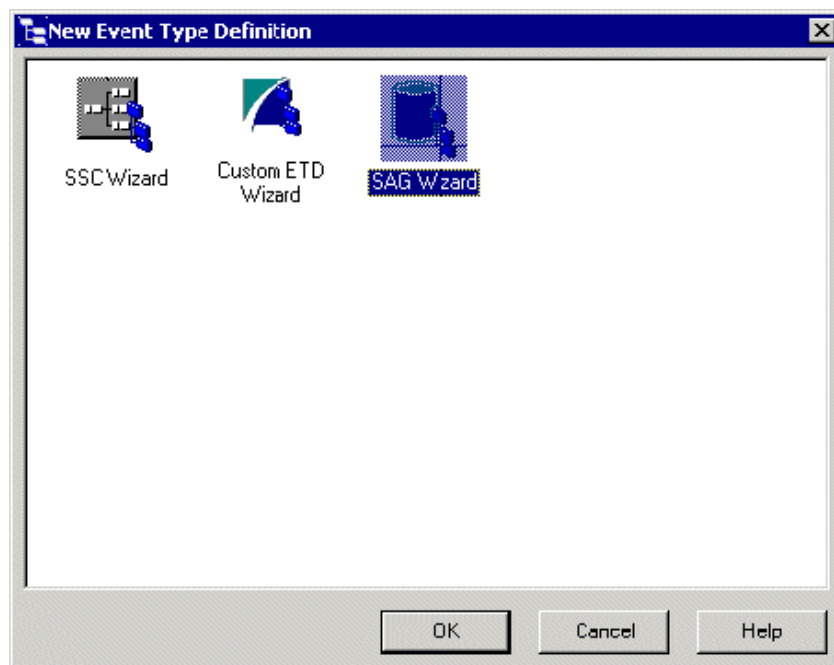 New Event Type Definition
SSC Wizard
Custom ETD
Wizard
SAG Wizard
OK
Cancel
Help